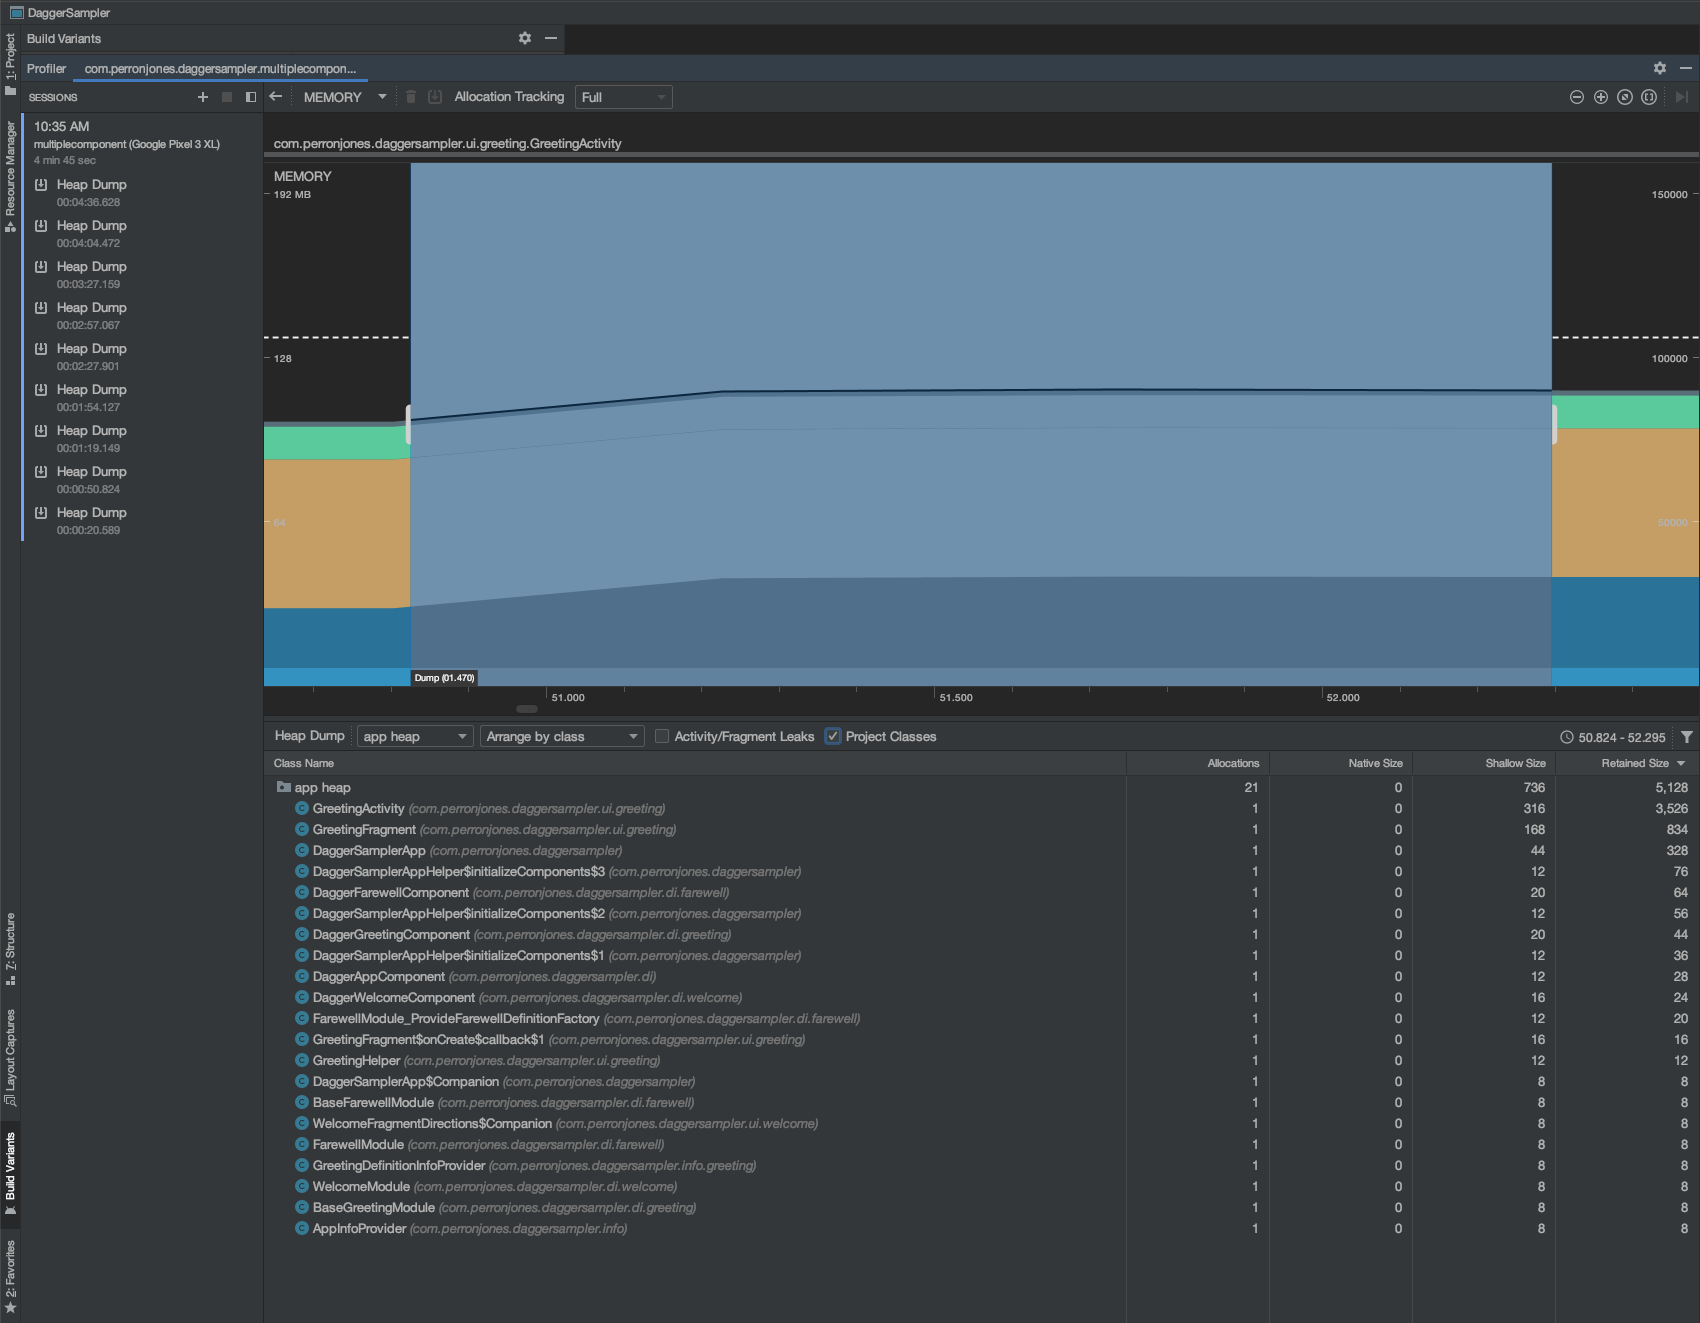 DaggerSampler
Build Variants
Profiler com.perronjones.daggersampler.multiplecompon...
SESSIONS
MEMORY Allocation Tracking Full
1: Project
Resource Manager
7: Structure
Layout Captures
Build Variants
2: Favorites
10:35 AM
multiplecomponent (Google Pixel 3 XL)
4 min 45 sec
Heap Dump
00:04:36.628
Heap Dump
00:04:04.472
Heap Dump
00:03:27.159
Heap Dump
00:02:57.067
Heap Dump
00:02:27.901
Heap Dump
00:01:54.127
Heap Dump
00:01:19.149
Heap Dump
00:00:50.824
Heap Dump
00:00:20.589
com.perronjones.daggersampler.ui.greeting.GreetingActivity
MEMORY
192 MB 150000
128 100000
64 50000
Dump (01.470)
51.000 51.500 52.000
Heap Dump app heap Arrange by class Activity/Fragment Leaks Project Classes 50.824 - 52.295
Class Name Allocations Native Size Shallow Size Retained Size
app heap 21 0 736 5,128
GreetingActivity (com.perronjones.daggersampler.ui.greeting) 1 0 316 3,526
GreetingFragment (com.perronjones.daggersampler.ui.greeting) 1 0 168 834
DaggerSamplerApp (com.perronjones.daggersampler) 1 0 44 328
DaggerSamplerAppHelper$initializeComponents$3 (com.perronjones.daggersampler) 1 0 12 76
DaggerFarewellComponent (com.perronjones.daggersampler.di.farewell) 1 0 20 64
DaggerSamplerAppHelper$initializeComponents$2 (com.perronjones.daggersampler) 1 0 12 56
DaggerGreetingComponent (com.perronjones.daggersampler.di.greeting) 1 0 20 44
DaggerSamplerAppHelper$initializeComponents$1 (com.perronjones.daggersampler) 1 0 12 36
DaggerAppComponent (com.perronjones.daggersampler.di) 1 0 12 28
DaggerWelcomeComponent (com.perronjones.daggersampler.di.welcome) 1 0 16 24
FarewellModule_ProvideFarewellDefinitionFactory (com.perronjones.daggersampler.di.farewell) 1 0 12 20
GreetingFragment$onCreate$callback$1 (com.perronjones.daggersampler.ui.greeting) 1 0 16 16
GreetingHelper (com.perronjones.daggersampler.ui.greeting) 1 0 12 12
DaggerSamplerApp$Companion (com.perronjones.daggersampler) 1 0 8 8
BaseFarewellModule (com.perronjones.daggersampler.di.farewell) 1 0 8 8
WelcomeFragmentDirections$Companion (com.perronjones.daggersampler.ui.welcome) 1 0 8 8
FarewellModule (com.perronjones.daggersampler.di.farewell) 1 0 8 8
GreetingDefinitionInfoProvider (com.perronjones.daggersampler.info.greeting) 1 0 8 8
WelcomeModule (com.perronjones.daggersampler.di.welcome) 1 0 8 8
BaseGreetingModule (com.perronjones.daggersampler.di.greeting) 1 0 8 8
AppInfoProvider (com.perronjones.daggersampler.info) 1 0 8 8